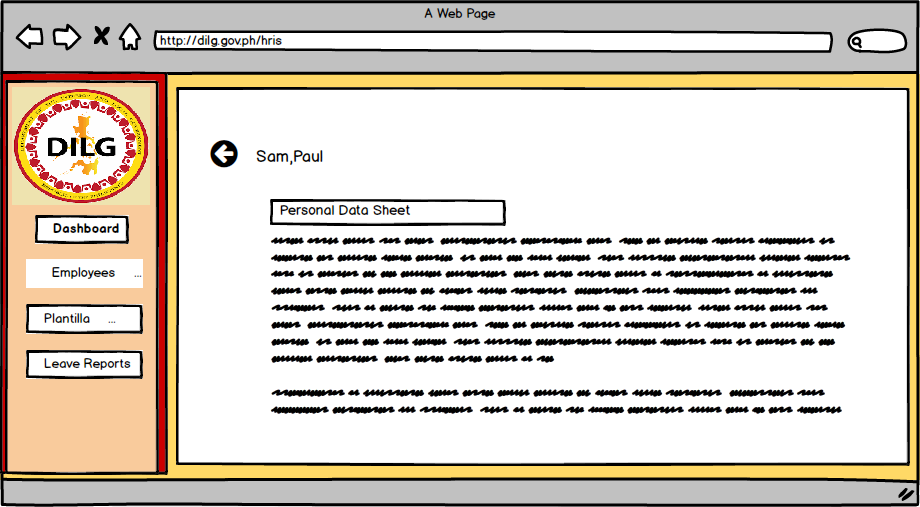 A Web Page
http://dilg.gov.ph/hris
DILG
Sam,Paul
Personal Data Sheet
Dashboard
Employees ...
Plantilla ...
Leave Reports